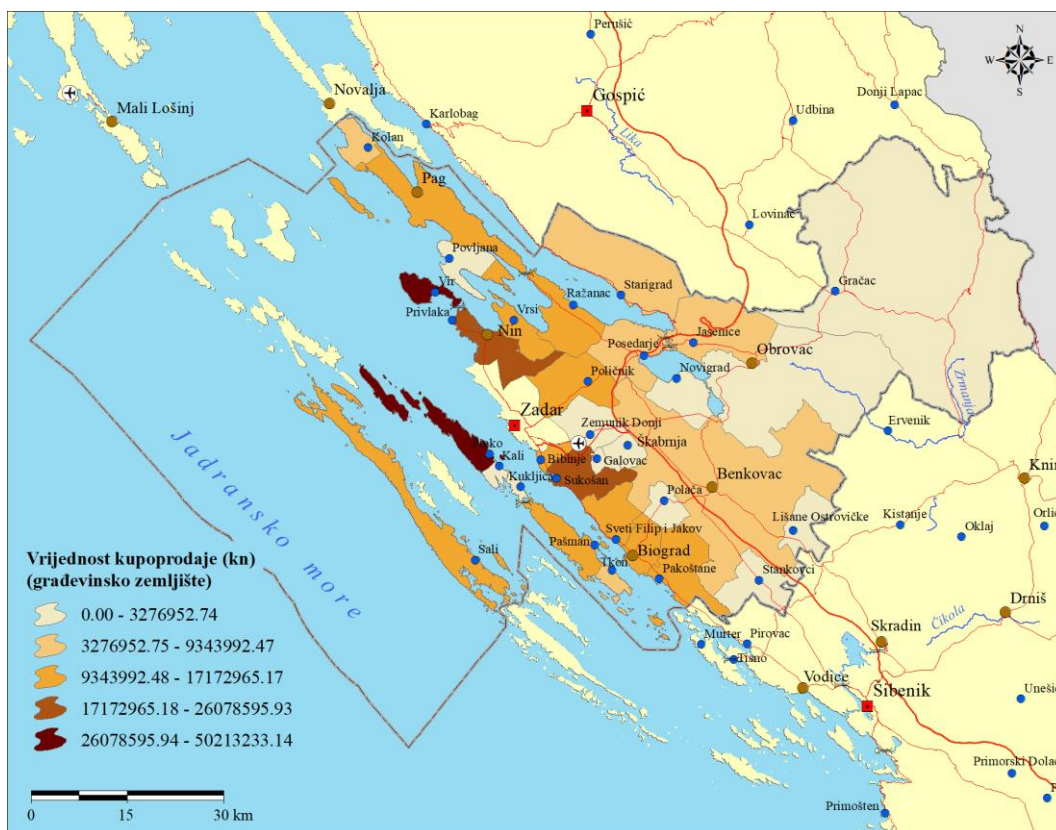 Perušić
N
W E
S
Novalja
Mali Lošinj
Gospić
Donji Lapac
Karlobag
Udbina
Kolan
Lika
Pag
Lovinac
Povljana
Gračac
Vir
Starigrad
Ražanac
Privlaka
Vrsi
Nin
Jasenice
Posedarje
Obrovac
Novigrad
Poličnik
Zrmanja
Zadar
Zemunik Donji
Ervenik
Škabrnja
Kali
Bibinje
Galovac
Knin
Kukljica
Sukošan
Benkovac
Polača
Jadransko more
Lišane Ostrovičke
Kistanje
Oklaj
Sveti Filip i Jakov
Pašman
Biograd
Sali
Tkon
Pakoštane
Stankovci
Drniš
Čikola
Skradin
Murter
Pirovac
Tisno
Vodice
Šibenik
Primorski Dolac
Primošten
Vrijednost kupoprodaje (kn)
(građevinsko zemljište)
0.00 - 3276952.74
3276952.75 - 9343992.47
9343992.48 - 17172965.17
17172965.18 - 26078595.93
26078595.94 - 50213233.14
0 15 30 km